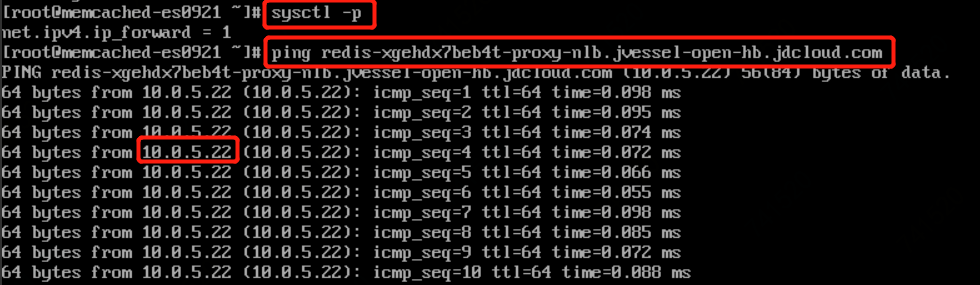 [root@memcached-es0921 ~]# sysctl -p
net.ipv4.ip_forward = 1
[root@memcached-es0921 ~]# ping redis-xgehdx7beb4t-proxy-nlb.jvessel-open-hb.jdcloud.com
PING redis-xgehdx7beb4t-proxy-nlb.jvessel-open-hb.jdcloud.com (10.0.5.22) 56(84) bytes of data.
64 bytes from 10.0.5.22 (10.0.5.22): icmp_seq=1 ttl=64 time=0.098 ms
64 bytes from 10.0.5.22 (10.0.5.22): icmp_seq=2 ttl=64 time=0.095 ms
64 bytes from 10.0.5.22 (10.0.5.22): icmp_seq=3 ttl=64 time=0.074 ms
64 bytes from 10.0.5.22 (10.0.5.22): icmp_seq=4 ttl=64 time=0.072 ms
64 bytes from 10.0.5.22 (10.0.5.22): icmp_seq=5 ttl=64 time=0.066 ms
64 bytes from 10.0.5.22 (10.0.5.22): icmp_seq=6 ttl=64 time=0.055 ms
64 bytes from 10.0.5.22 (10.0.5.22): icmp_seq=7 ttl=64 time=0.098 ms
64 bytes from 10.0.5.22 (10.0.5.22): icmp_seq=8 ttl=64 time=0.085 ms
64 bytes from 10.0.5.22 (10.0.5.22): icmp_seq=9 ttl=64 time=0.072 ms
64 bytes from 10.0.5.22 (10.0.5.22): icmp_seq=10 ttl=64 time=0.088 ms